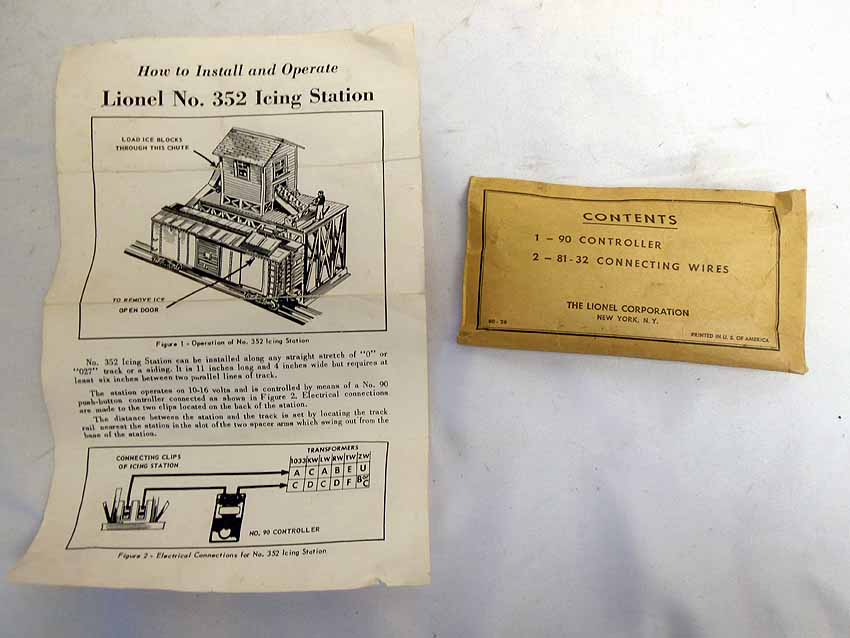 How to Install and Operate
Lionel No. 352 Icing Station
LOAD ICE BLOCKS
THROUGH THIS CHUTE
TO REMOVE ICE
OPEN DOOR
Figure 1 - Operation of No. 352 Icing Station
No. 352 Icing Station can be installed along any straight stretch of "0" or
"027" track or a siding. It is 11 inches long and 4 inches wide but requires at
least six inches between two parallel lines of track.
The station operates on 10-16 volts and is controlled by means of a No. 90
push-button controller connected as shown in Figure 2. Electrical connections
are made to the two clips located on the back of the station.
The distance between the station and the track is set by locating the track
rail nearest the station in the slot of the two spacer arms which swing out from the
base of the station.
CONNECTING CLIPS
OF ICING STATION
TRANSFORMERS
1033 KW LW RW TW ZW
A C A B E U
C D C D F B or C
NO. 90 CONTROLLER
Figure 2 - Electrical Connections for No. 352 Icing Station
CONTENTS
1 - 90 CONTROLLER
2 - 81-32 CONNECTING WIRES
THE LIONEL CORPORATION
NEW YORK, N. Y.
PRINTED IN U. S. OF AMERICA